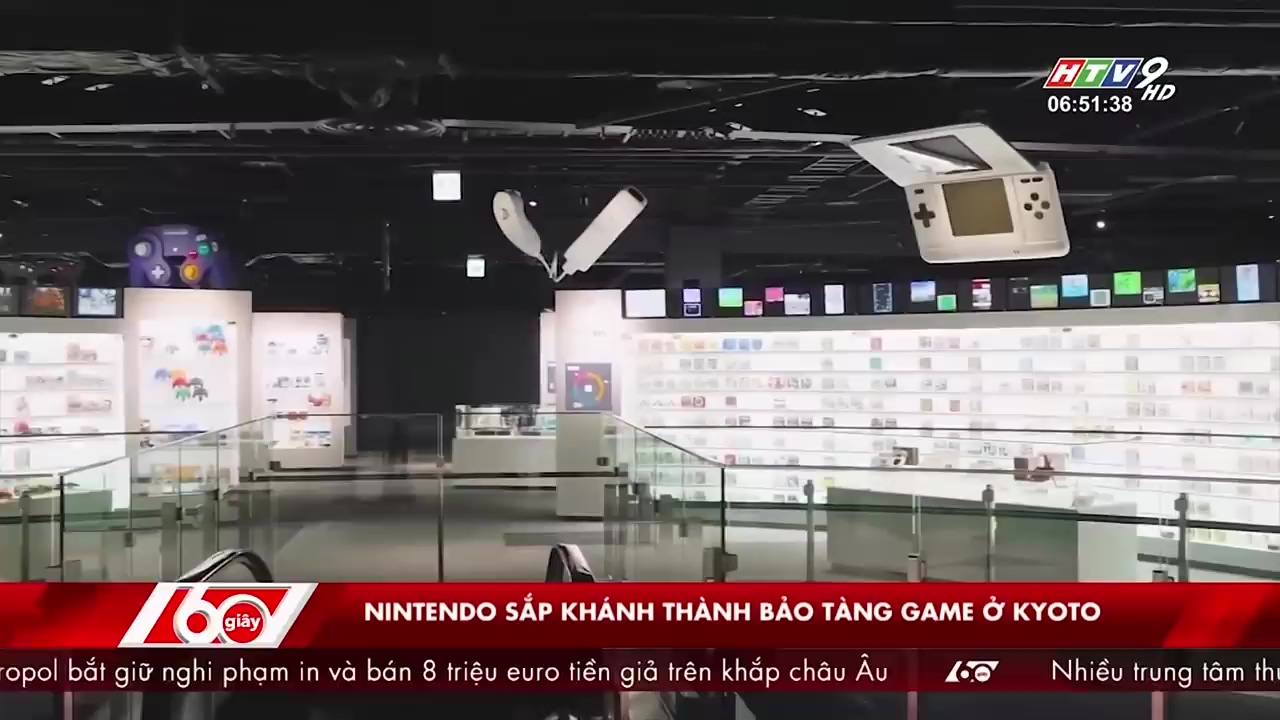 HTV9
HD
06:51:38
60
giây
NINTENDO SẮP KHÁNH THÀNH BẢO TÀNG GAME Ở KYOTO
ropol bắt giữ nghi phạm in và bán 8 triệu euro tiền giả trên khắp châu Âu
60 giây
Nhiều trung tâm th